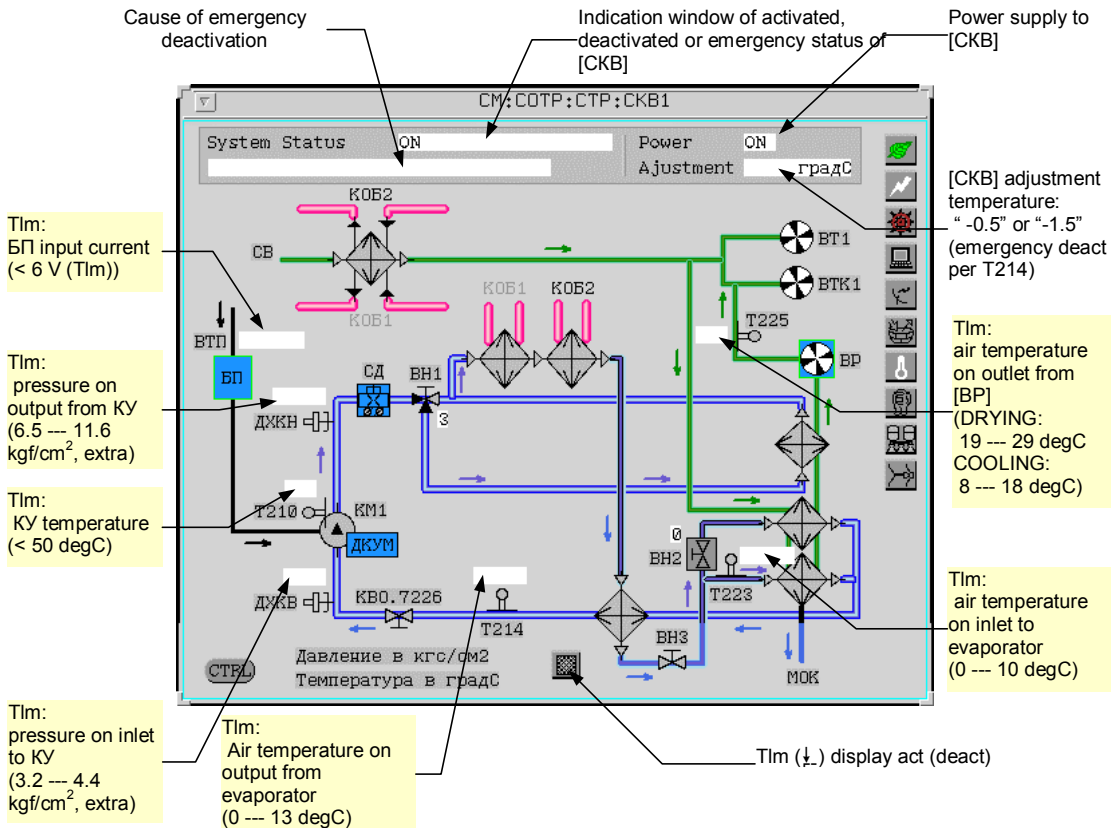 Cause of emergency
deactivation
Indication window of activated,
deactivated or emergency status of
[СКВ]
Power supply to
[СКВ]
СМ:СОТР:СТР:СКВ1
System Status ON
Power ON
Ajustment градС
[СКВ] adjustment
temperature:
“ -0.5” or “-1.5”
(emergency deact
per T214)
Tlm:
БП input current
(< 6 V (Tlm))
КОБ2
СВ
КОБ1
КОБ1
КОБ2
ВТ1
ВТК1
Т225
ВР
ВТП
БП
СД
ВН1
3
ДХКН
Tlm:
pressure on
output from КУ
(6.5 --- 11.6
kgf/cm², extra)
Tlm:
air temperature
on outlet from
[ВР]
(DRYING:
19 --- 29 degC
COOLING:
8 --- 18 degC)
Tlm:
КУ temperature
(< 50 degC)
Т210
КМ1
ДКУМ
0
ВН2
Т223
ДХКВ
КВО.7226
Т214
ВН3
МОК
Tlm:
air temperature
on inlet to
evaporator
(0 --- 10 degC)
CTRL
Давление в кгс/см2
Температура в градС
Tlm:
pressure on inlet
to КУ
(3.2 --- 4.4
kgf/cm², extra)
Tlm:
Air temperature on
output from
evaporator
(0 --- 13 degC)
Tlm (↓) display act (deact)